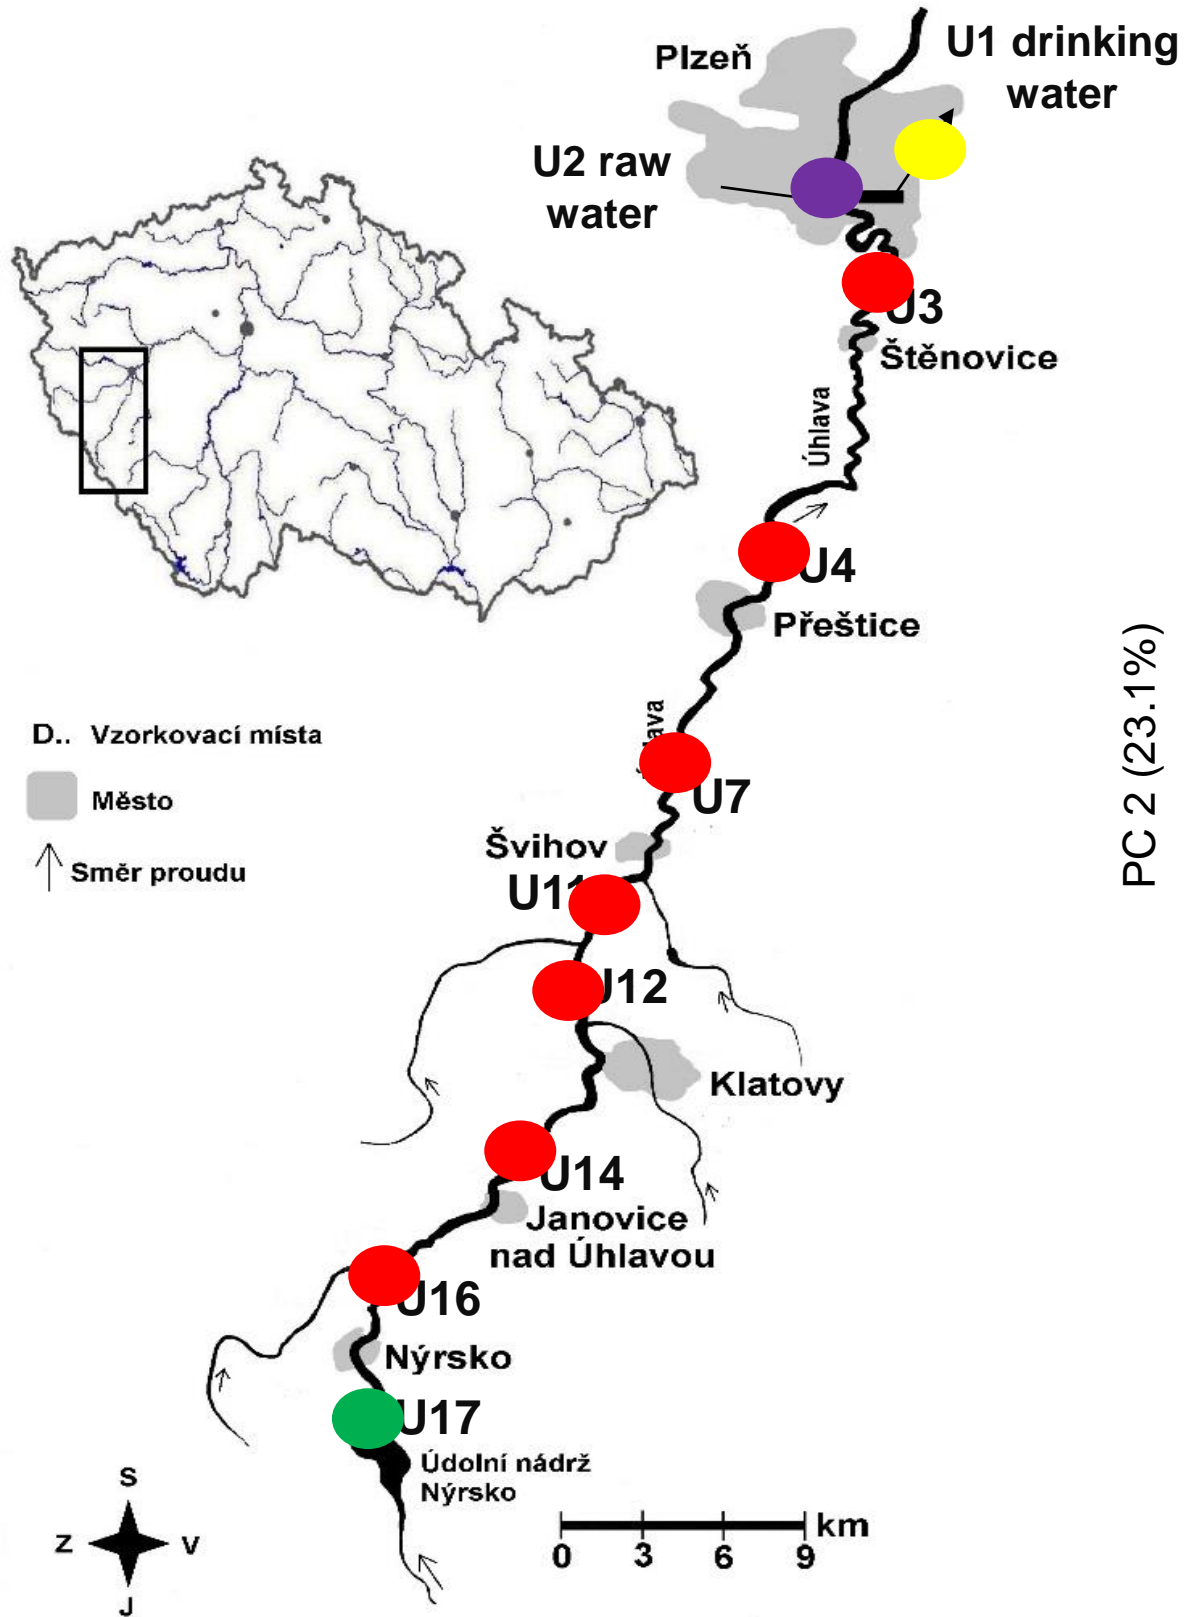 Plzeň
U1 drinking
water
U2 raw
water
U3
Štěnovice
Úhlava
U4
Přeštice
PC 2 (23.1%)
D.. Vzorkovací místa
Město
Směr proudu
U7
Švihov
U11
U12
Klatovy
U14
Janovice
nad Úhlavou
U16
Nýrsko
U17
Údolní nádrž
Nýrsko
S
Z
V
J
km
0 3 6 9